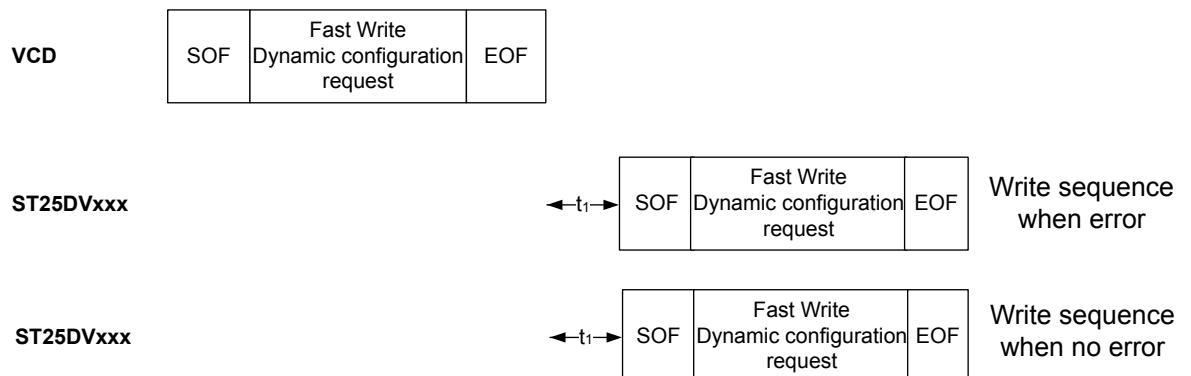 VCD
SOF
Fast Write
Dynamic configuration
request
EOF
ST25DVxxx
t1
SOF
Fast Write
Dynamic configuration
request
EOF
Write sequence
when error
ST25DVxxx
t1
SOF
Fast Write
Dynamic configuration
request
EOF
Write sequence
when no error